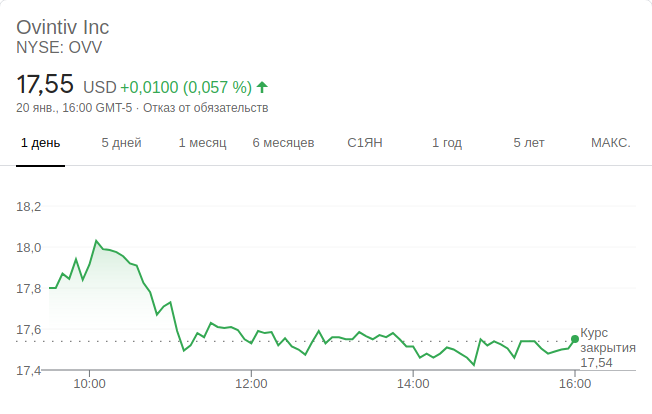 Ovintiv Inc
NYSE: OVV
17,55 USD +0,0100 (0,057 %)
20 янв., 16:00 GMT-5 · Отказ от обязательств
1 день 5 дней 1 месяц 6 месяцев С1ЯН 1 год 5 лет МАКС.
18,2
18,0
17,8
17,6
17,4
Курс
закрытия
17,54
10:00 12:00 14:00 16:00